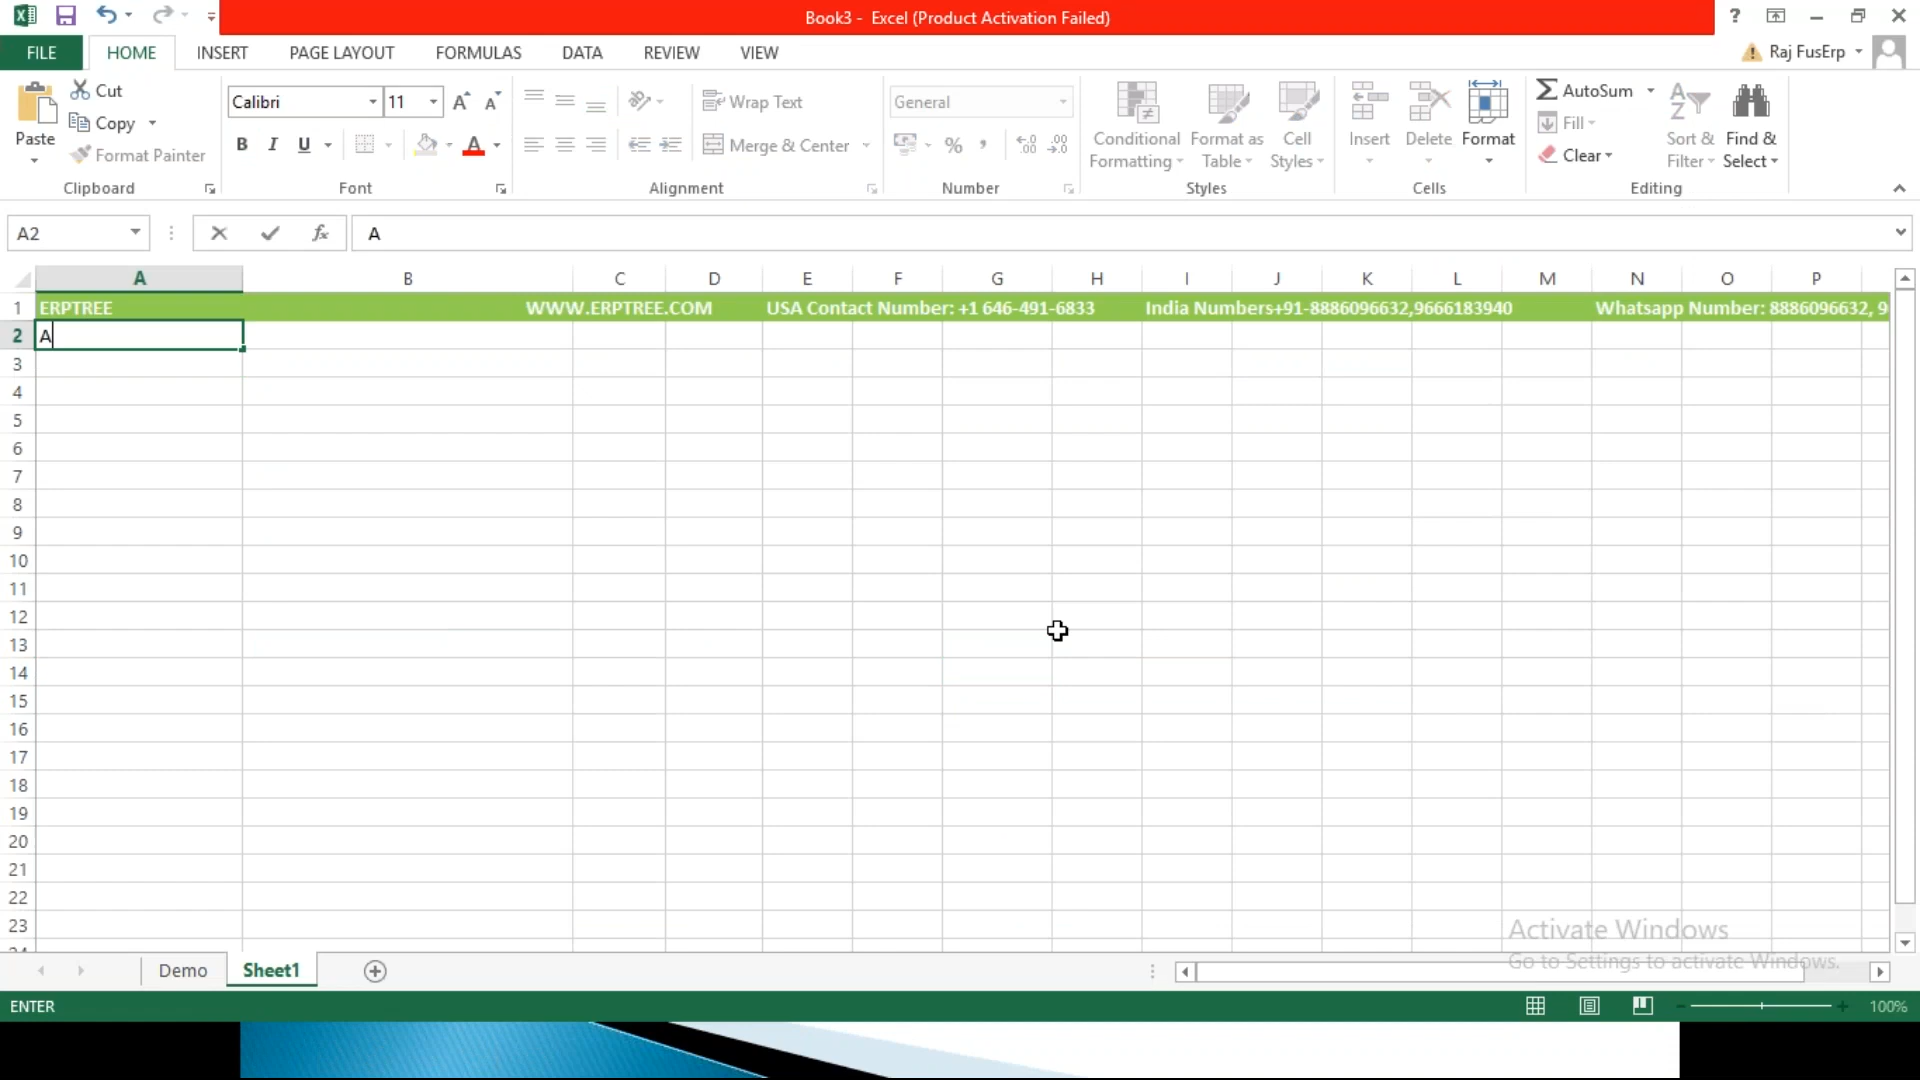 Book3 - Excel (Product Activation Failed)
?
FILE HOME INSERT PAGE LAYOUT FORMULAS DATA REVIEW VIEW
Raj FusErp
Paste
Cut
Copy
Format Painter
Clipboard
Calibri 11
B I U
Font
Wrap Text
Merge & Center
Alignment
General
%
Number
Conditional Formatting
Format as Table
Cell Styles
Styles
Insert
Delete
Format
Cells
AutoSum
Fill
Clear
Sort & Filter
Find & Select
Editing
A2
fx
A
A B C D E F G H I J K L M N O P
1 ERPTREE WWW.ERPTREE.COM USA Contact Number: +1 646-491-6833 India Numbers+91-8886096632,9666183940 Whatsapp Number: 8886096632, 9
2 A
3
4
5
6
7
8
9
10
11
12
13
14
15
16
17
18
19
20
21
22
23
Activate Windows
Go to Settings to activate Windows.
Demo Sheet1
ENTER
100%